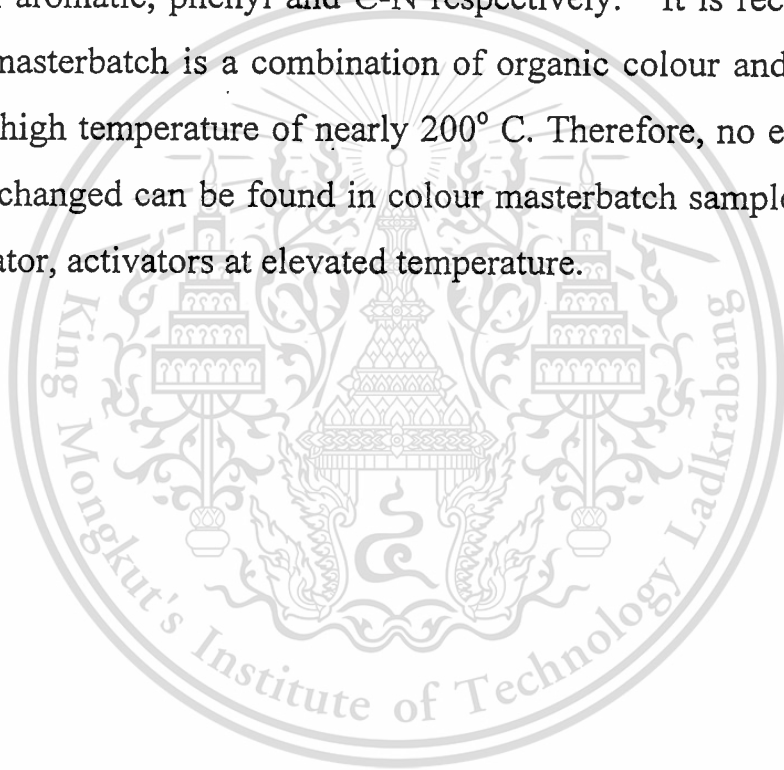 aromatic, phenyl and C-N respectively. It is rec
masterbatch is a combination of organic colour and
high temperature of nearly 200° C. Therefore, no e
changed can be found in colour masterbatch sample
ator, activators at elevated temperature.
King Mongkut's Institute of Technology Ladkrabang